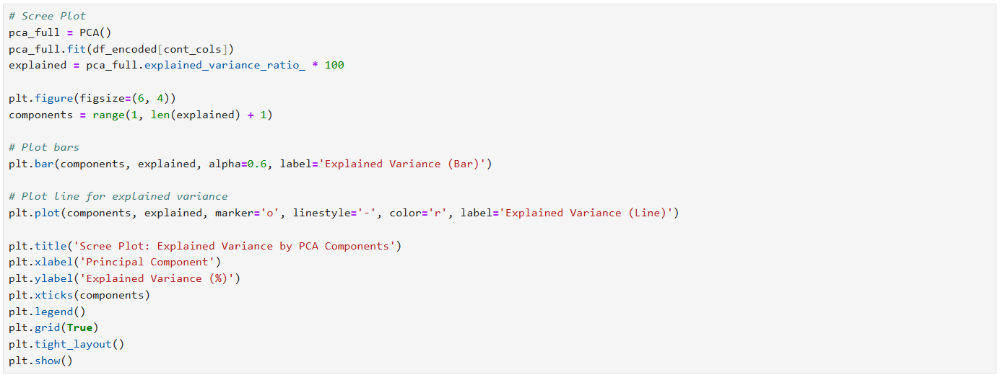 # Scree Plot
pca_full = PCA()
pca_full.fit(df_encoded[cont_cols])
explained = pca_full.explained_variance_ratio_ * 100
plt.figure(figsize=(6, 4))
components = range(1, len(explained) + 1)
# Plot bars
plt.bar(components, explained, alpha=0.6, label='Explained Variance (Bar)')
# Plot line for explained variance
plt.plot(components, explained, marker='o', linestyle='-', color='r', label='Explained Variance (Line)')
plt.title('Scree Plot: Explained Variance by PCA Components')
plt.xlabel('Principal Component')
plt.ylabel('Explained Variance (%)')
plt.xticks(components)
plt.legend()
plt.grid(True)
plt.tight_layout()
plt.show()